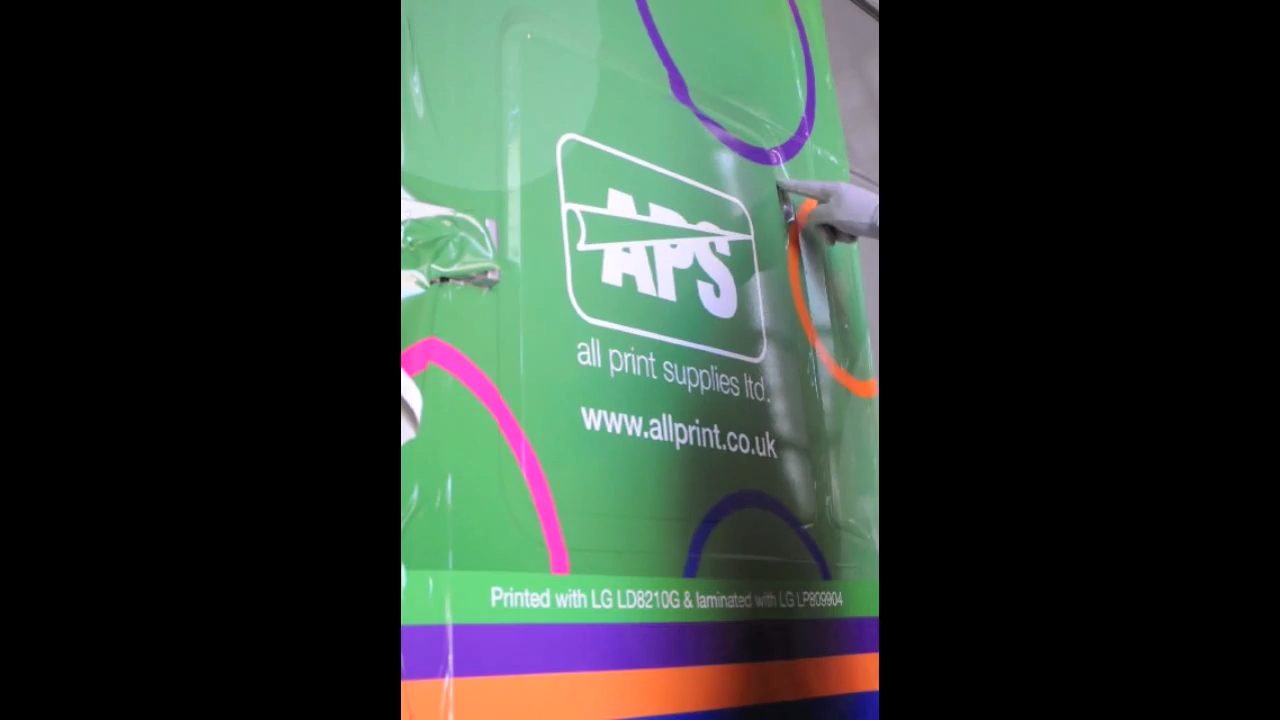 APS
all print supplies ltd.
www.allprint.co.uk
Printed with LG LD8210G & laminated with LG LP809904